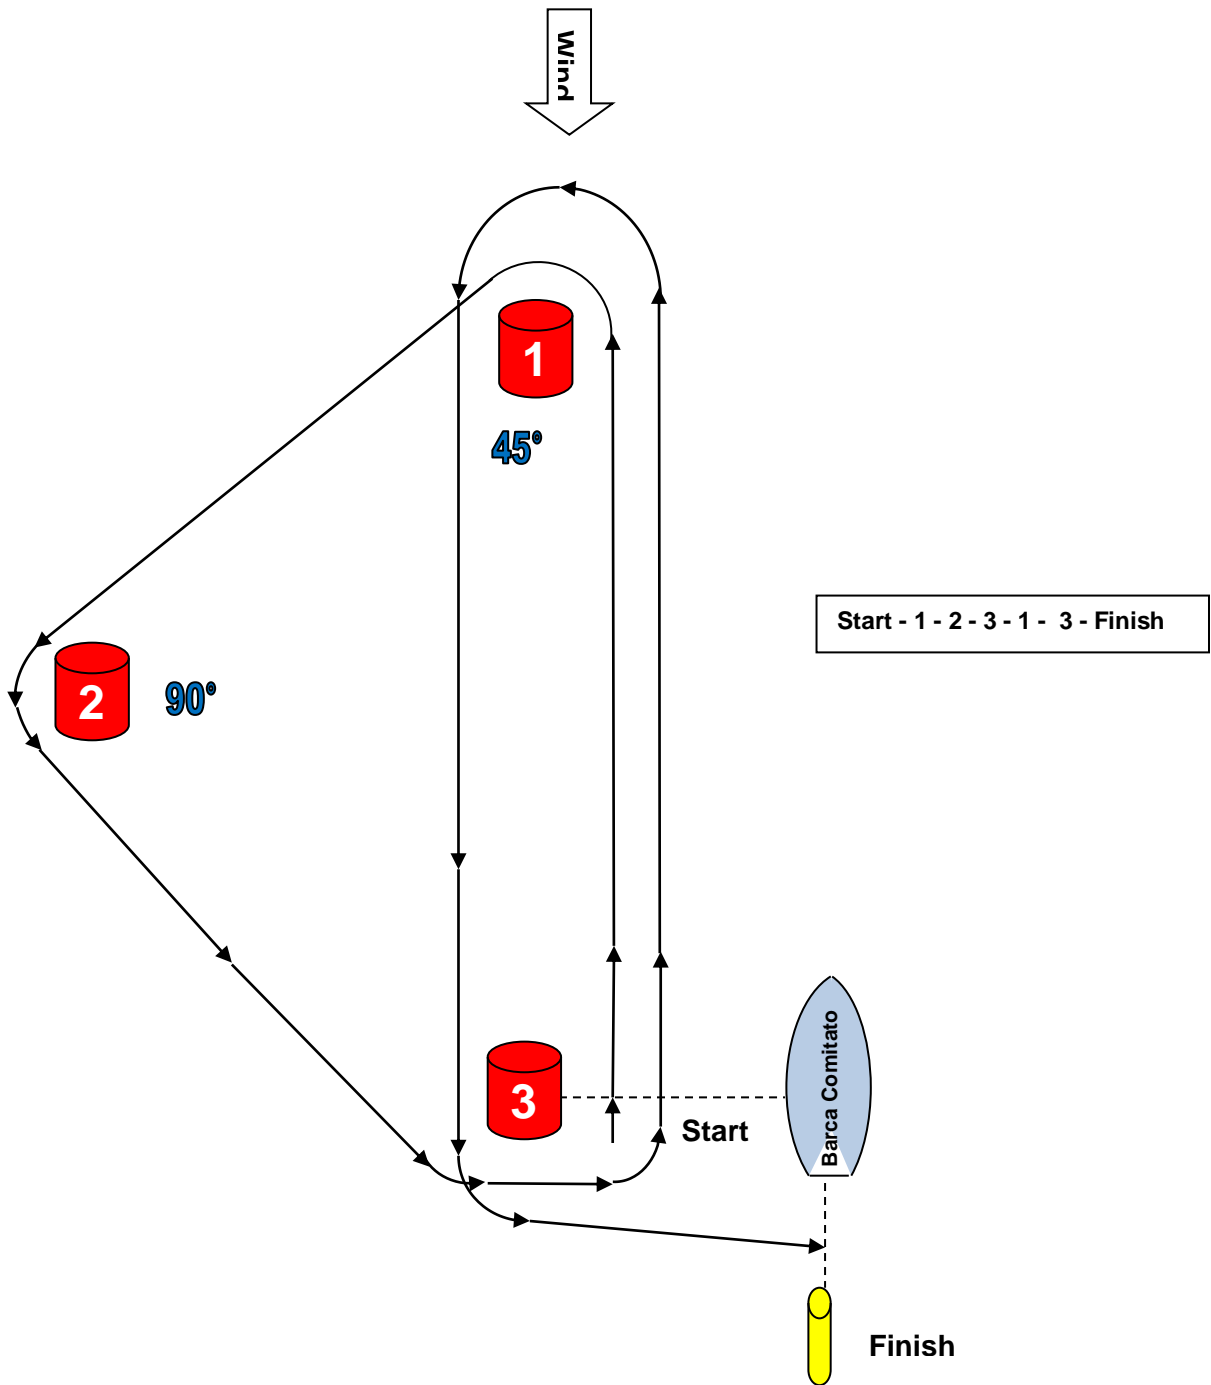 Wind
1
45°
Start - 1 - 2 - 3 - 1 - 3 - Finish
2
90°
3
Start
Barca Comitato
Finish